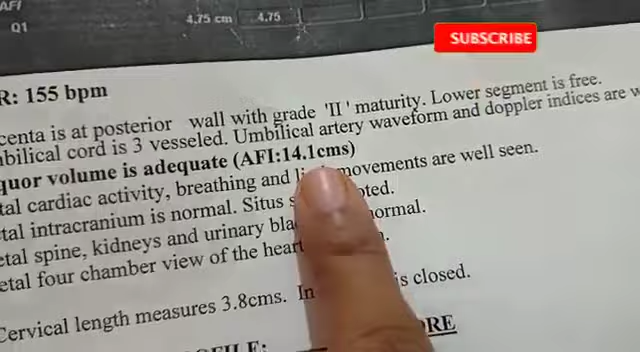 AFI
Q1 4.75 cm 4.75
SUBSCRIBE
R: 155 bpm
centa is at posterior wall with grade 'II' maturity. Lower segment is free.
bilical cord is 3 vesseled. Umbilical artery waveform and doppler indices are w
quor volume is adequate (AFI:14.1cms)
tal cardiac activity, breathing and movements are well seen.
tal intracranium is normal. Situs
etal spine, kidneys and urinary ormal.
etal four chamber view of the heart
Cervical length measures 3.8cms. In is closed.